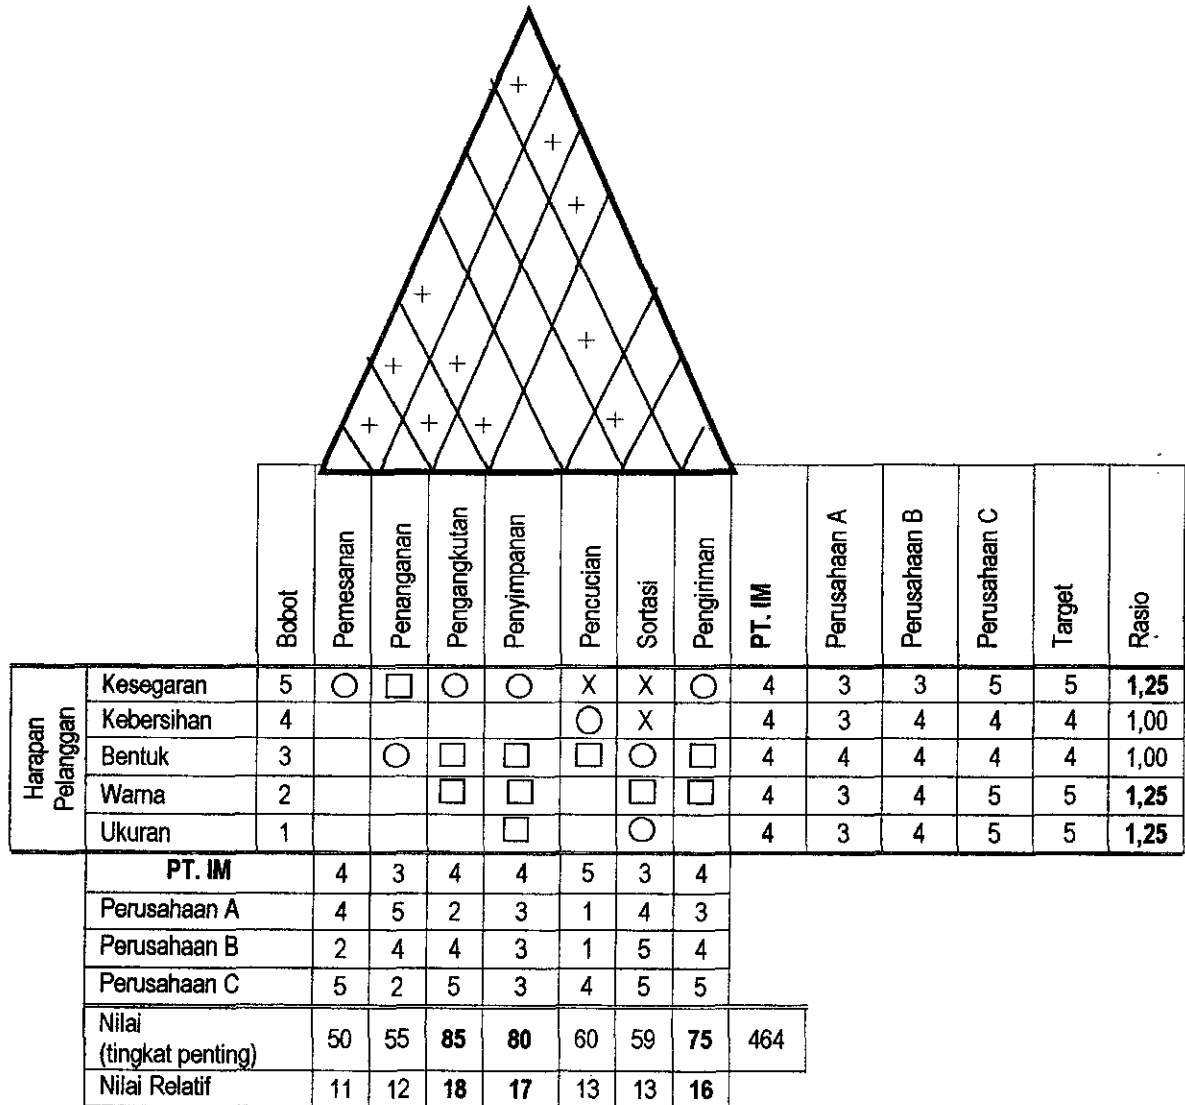 +
+
+
+
+
+ +
+ + + +
Bobot Pemesanan Penanganan Pengangkutan Penyimpanan Pencucian Sortasi Pengiriman PT. IM Perusahaan A Perusahaan B Perusahaan C Target Rasio
Harapan
Pelanggan
Kesegaran 5 ○ □ ○ ○ X X ○ 4 3 3 5 5 1,25
Kebersihan 4 ○ X 4 3 4 4 4 1,00
Bentuk 3 ○ □ □ □ ○ □ 4 4 4 4 4 1,00
Warna 2 □ □ □ □ 4 3 4 5 5 1,25
Ukuran 1 □ ○ 4 3 4 5 5 1,25
PT. IM 4 3 4 4 5 3 4
Perusahaan A 4 5 2 3 1 4 3
Perusahaan B 2 4 4 3 1 5 4
Perusahaan C 5 2 5 3 4 5 5
Nilai
(tingkat penting) 50 55 85 80 60 59 75 464
Nilai Relatif 11 12 18 17 13 13 16